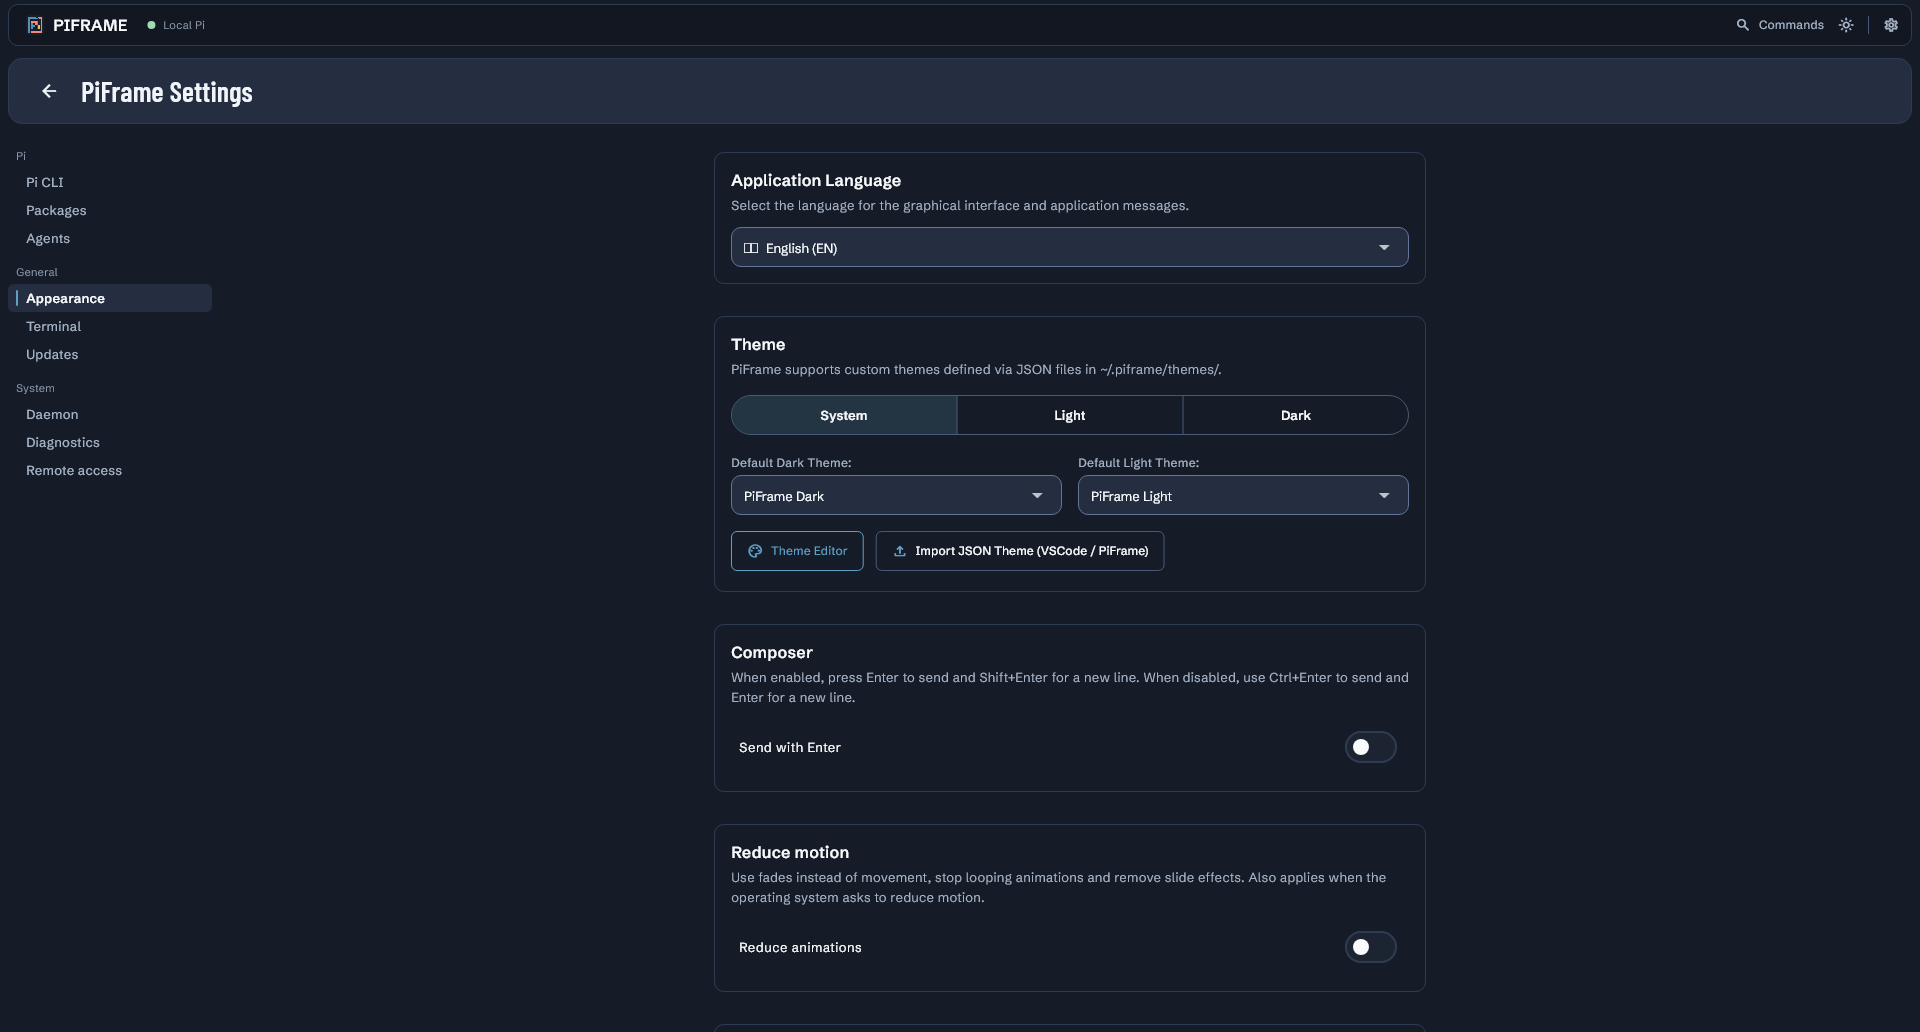 PIFRAME
Local Pi
Commands
PiFrame Settings
Pi
Pi CLI
Packages
Agents
General
Appearance
Terminal
Updates
System
Daemon
Diagnostics
Remote access
Application Language
Select the language for the graphical interface and application messages.
English (EN)
Theme
PiFrame supports custom themes defined via JSON files in ~/.piframe/themes/.
System
Light
Dark
Default Dark Theme:
Default Light Theme:
PiFrame Dark
PiFrame Light
Theme Editor
Import JSON Theme (VSCode / PiFrame)
Composer
When enabled, press Enter to send and Shift+Enter for a new line. When disabled, use Ctrl+Enter to send and
Enter for a new line.
Send with Enter
Reduce motion
Use fades instead of movement, stop looping animations and remove slide effects. Also applies when the
operating system asks to reduce motion.
Reduce animations